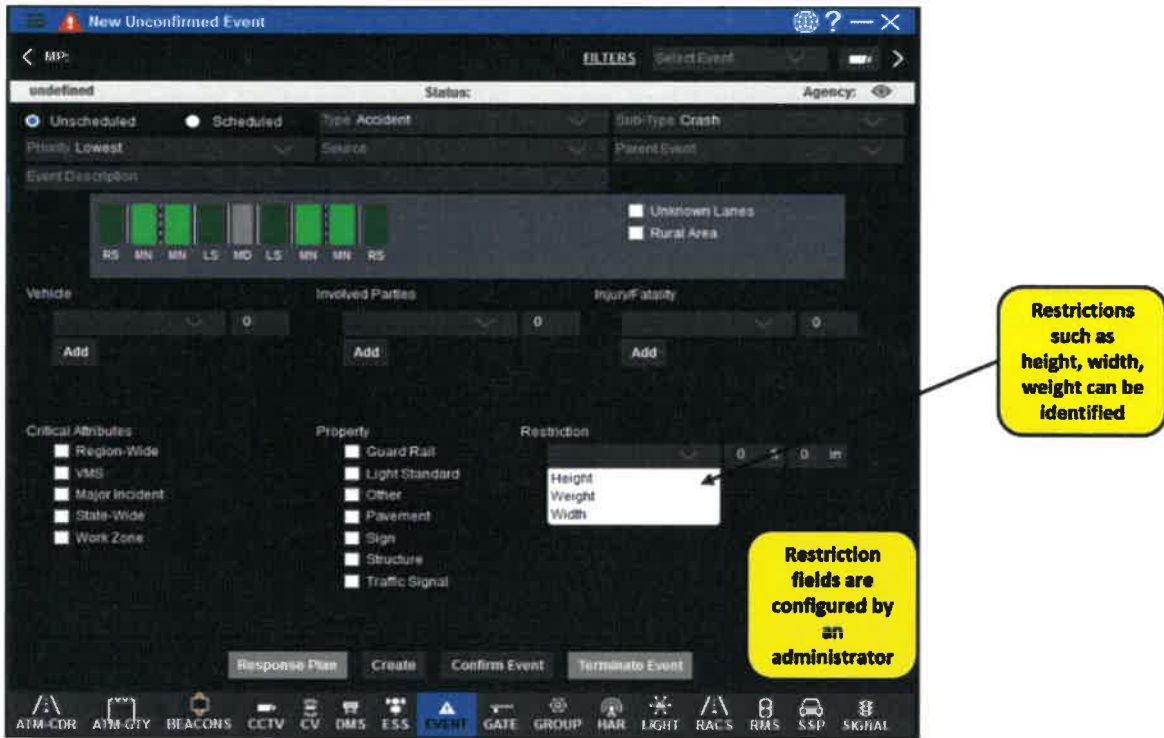 New Unconfirmed Event ?
MP:
FILTERS Select Event
undefined Status: Agency:
Unscheduled Scheduled Type Accident Sub-Type Crash
Priority Lowest Source Parent Event
Event Description
Unknown Lanes
Rural Area
RS MN MN LS MD LS MN MN RS
Vehicle Involved Parties Injury/Fatality
0 0 0
Add Add Add
Restrictions
such as
height, width,
weight can be
identified
Critical Attributes Property Restriction
Region-Wide Guard Rail 0 0 in
VMS Light Standard Height
Major Incident Other Weight
State-Wide Pavement Width
Work Zone Sign
Structure
Traffic Signal
Restriction
fields are
configured by
an
administrator
Response Plan Create Confirm Event Terminate Event
ATM-CDR ATM-GTY BEACONS CCTV CV DMS ESS EVENT GATE GROUP HAR LIGHT RACS RMS SSP SIGNAL